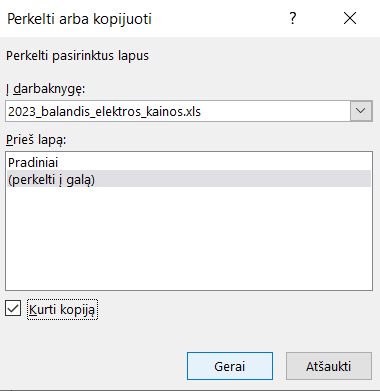 Perkelti arba kopijuoti ? ×
Perkelti pasirinktus lapus
Į darbaknygę:
2023_balandis_elektros_kainos.xls
Prieš lapą:
Pradiniai
(perkelti į galą)
Kurti kopiją
Gerai Atšaukti